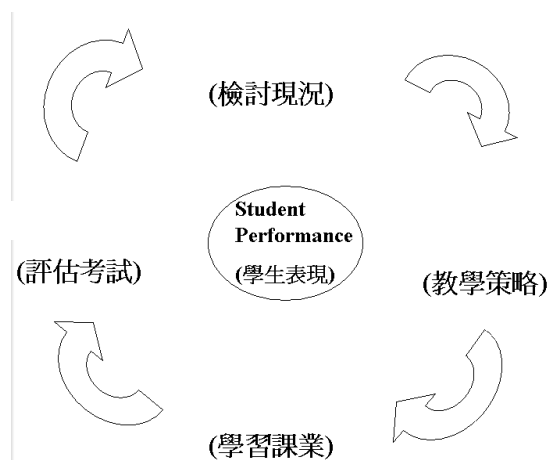 (檢討現況)
Student
Performance
(學生表現)
(評估考試)
(教學策略)
(學習課業)